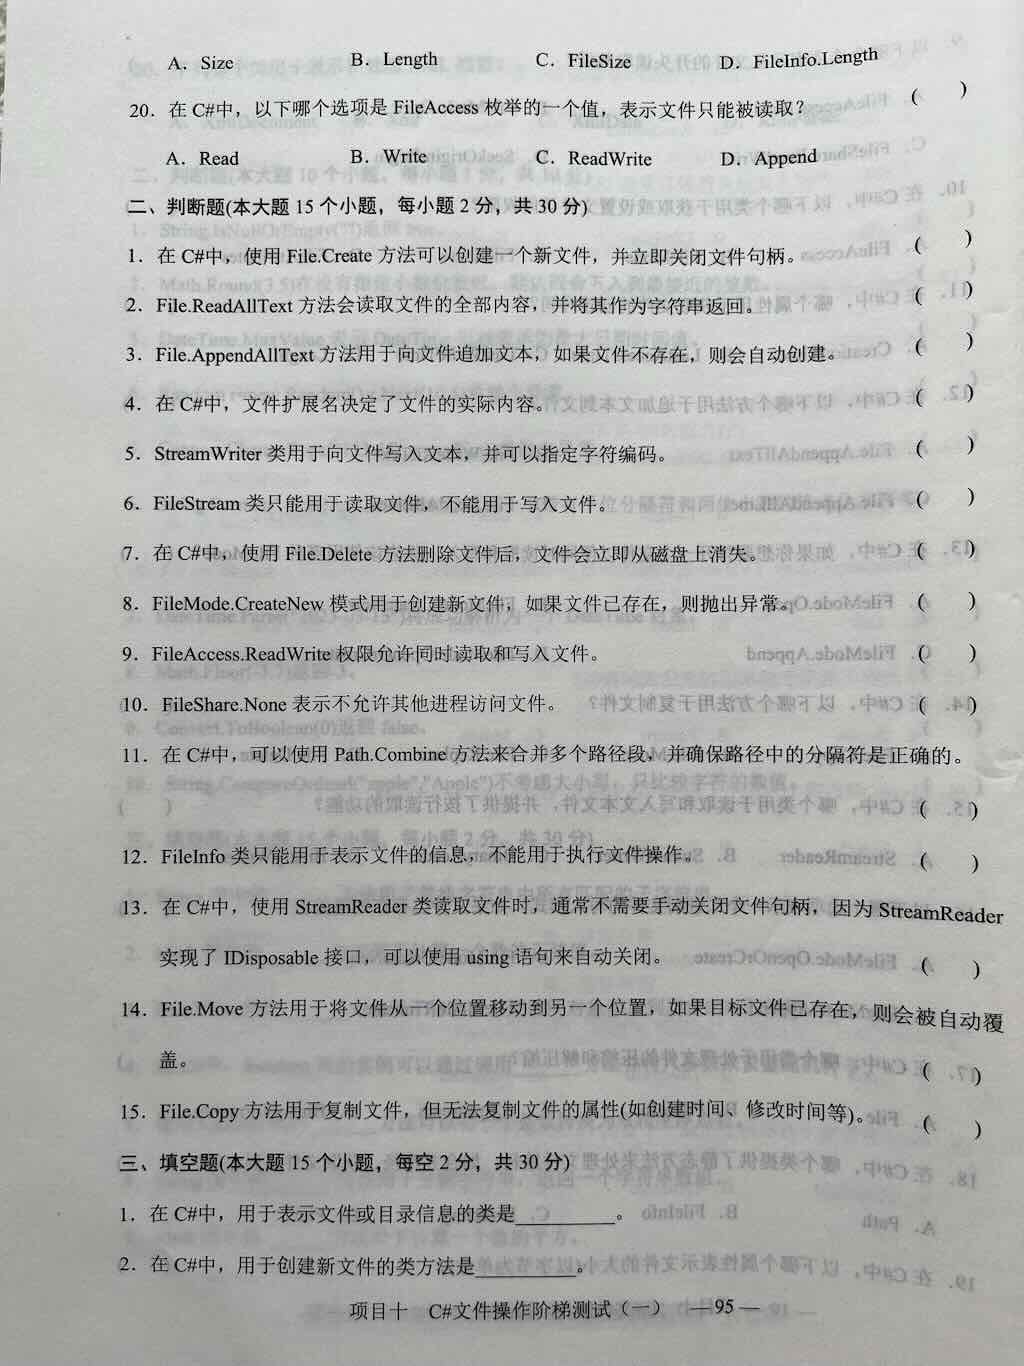 A. Size B. Length C. FileSize D. FileInfo.Length
20. 在 C#中，以下哪个选项是 FileAccess 枚举的一个值，表示文件只能被读取？ ( )
A. Read B. Write C. ReadWrite D. Append
二、判断题(本大题 15 个小题，每小题 2 分，共 30 分)
1. 在 C#中，使用 File.Create 方法可以创建一个新文件，并立即关闭文件句柄。 ( )
2. File.ReadAllText 方法会读取文件的全部内容，并将其作为字符串返回。 ( )
3. File.AppendAllText 方法用于向文件追加文本，如果文件不存在，则会自动创建。 ( )
4. 在 C#中，文件扩展名决定了文件的实际内容。 ( )
5. StreamWriter 类用于向文件写入文本，并可以指定字符编码。 ( )
6. FileStream 类只能用于读取文件，不能用于写入文件。 ( )
7. 在 C#中，使用 File.Delete 方法删除文件后，文件会立即从磁盘上消失。 ( )
8. FileMode.CreateNew 模式用于创建新文件，如果文件已存在，则抛出异常。 ( )
9. FileAccess.ReadWrite 权限允许同时读取和写入文件。 ( )
10. FileShare.None 表示不允许其他进程访问文件。 ( )
11. 在 C#中，可以使用 Path.Combine 方法来合并多个路径段，并确保路径中的分隔符是正确的。
( )
12. FileInfo 类只能用于表示文件的信息，不能用于执行文件操作。 ( )
13. 在 C#中，使用 StreamReader 类读取文件时，通常不需要手动关闭文件句柄，因为 StreamReader
实现了 IDisposable 接口，可以使用 using 语句来自动关闭。 ( )
14. File.Move 方法用于将文件从一个位置移动到另一个位置，如果目标文件已存在，则会被自动覆
盖。 ( )
15. File.Copy 方法用于复制文件，但无法复制文件的属性(如创建时间、修改时间等)。 ( )
三、填空题(本大题 15 个小题，每空 2 分，共 30 分)
1. 在 C#中，用于表示文件或目录信息的类是__________。
2. 在 C#中，用于创建新文件的类方法是__________。
项目十 C#文件操作阶梯测试（一） — 95 —